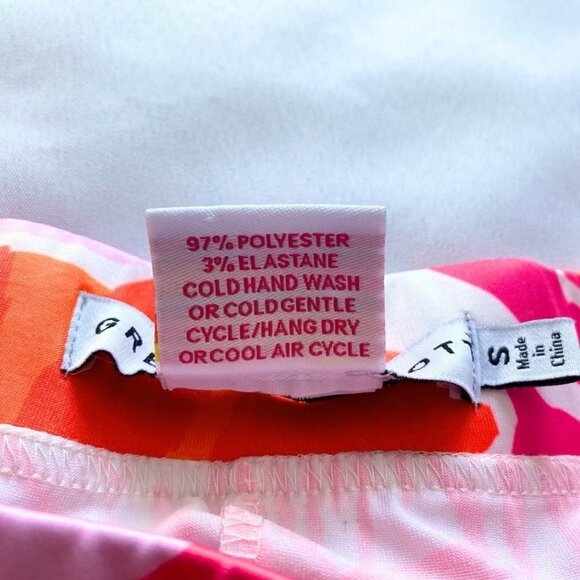 97% POLYESTER
3% ELASTANE
COLD HAND WASH
OR COLD GENTLE
CYCLE/HANG DRY
OR COOL AIR CYCLE
S
Made
in
China